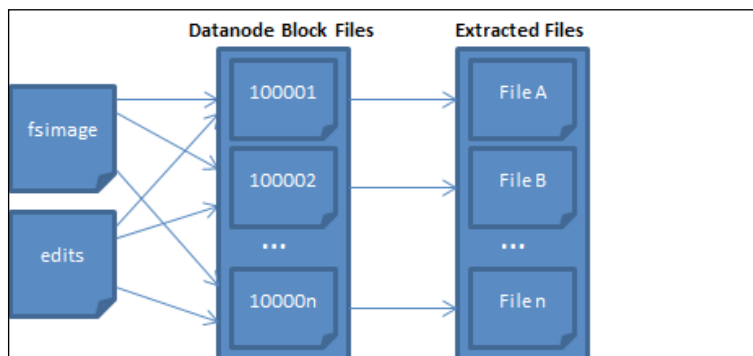 Datanode Block Files
Extracted Files
fsimage
edits
100001
100002
...
10000n
File A
File B
...
File n